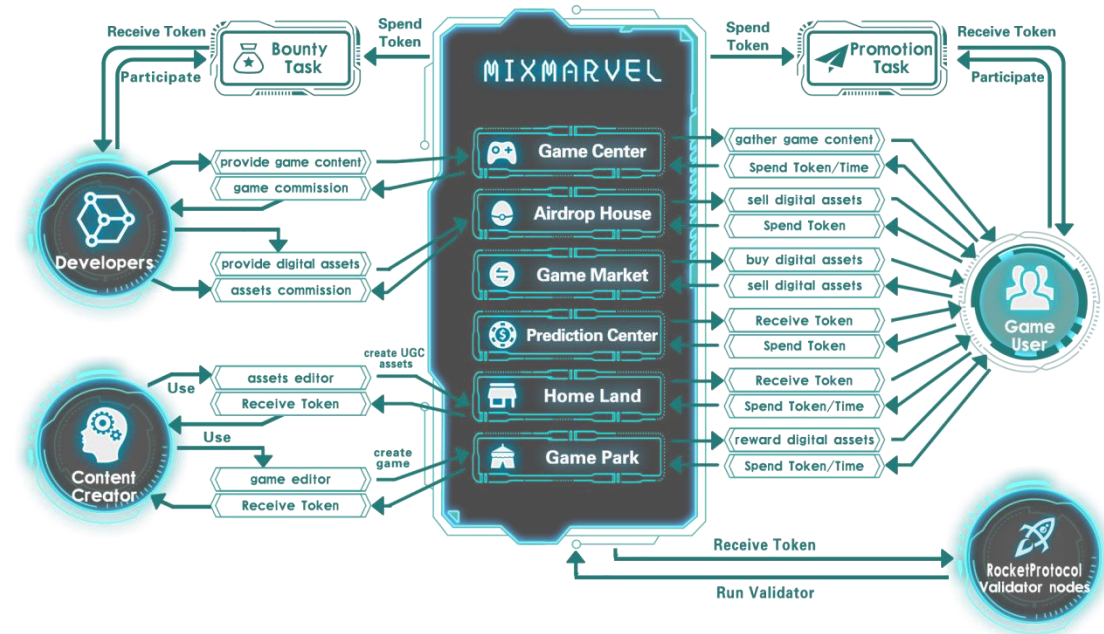 Receive Token
Participate
Bounty
Task
Spend
Token
MIXMARVEL
Spend
Token
Promotion
Task
Receive Token
Participate
Developers
provide game content
game commission
provide digital assets
assets commission
Game Center
Airdrop House
Game Market
Prediction Center
Home Land
Game Park
gather game content
Spend Token/Time
sell digital assets
Spend Token
buy digital assets
sell digital assets
Receive Token
Spend Token
Receive Token
Spend Token/Time
reward digital assets
Spend Token/Time
Game
User
Content
Creator
Use
assets editor
Receive Token
create UGC
assets
Use
game editor
Receive Token
create
game
Receive Token
Run Validator
RocketProtocol
Validator nodes